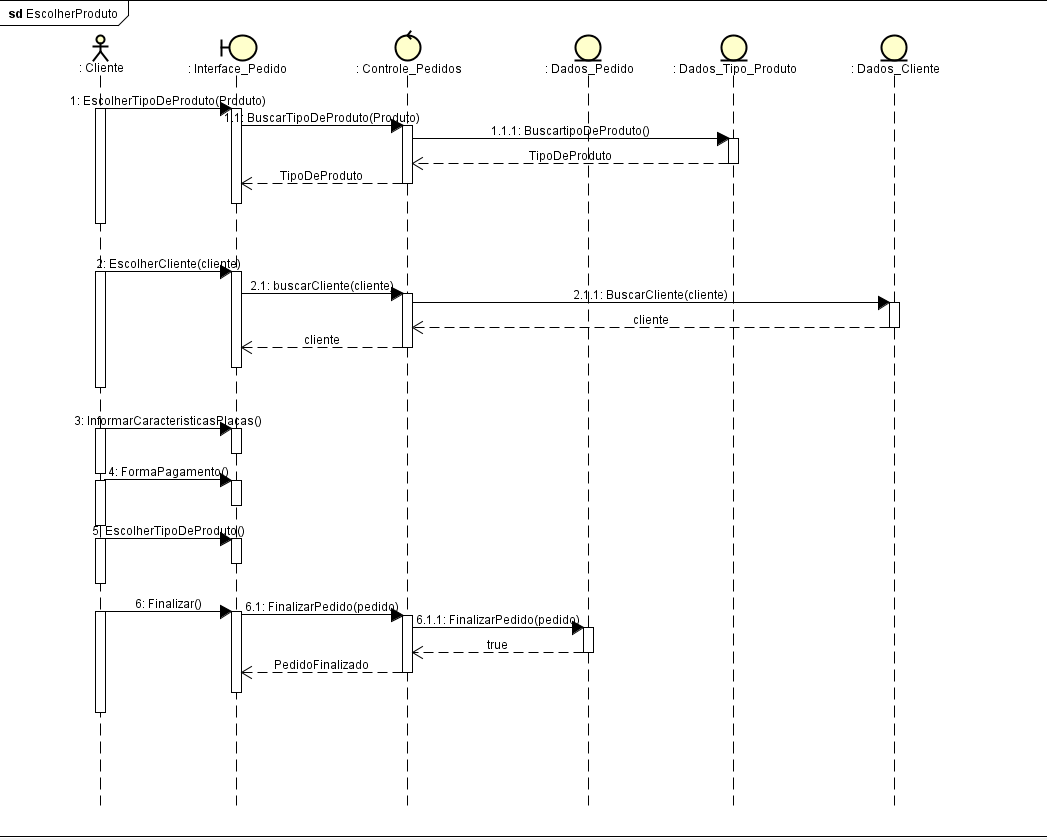 sd EscolherProduto
: Cliente
: Interface_Pedido
: Controle_Pedidos
: Dados_Pedido
: Dados_Tipo_Produto
: Dados_Cliente
1: EscolherTipoDeProduto(Produto)
1.1: BuscarTipoDeProduto(Produto)
1.1.1: BuscartipoDeProduto()
TipoDeProduto
TipoDeProduto
2: EscolherCliente(cliente)
2.1: buscarCliente(cliente)
2.1.1: BuscarCliente(cliente)
cliente
cliente
3: InformarCaracteristicasPlacas()
4: FormaPagamento()
5: EscolherTipoDeProduto()
6: Finalizar()
6.1: FinalizarPedido(pedido)
6.1.1: FinalizarPedido(pedido)
true
PedidoFinalizado